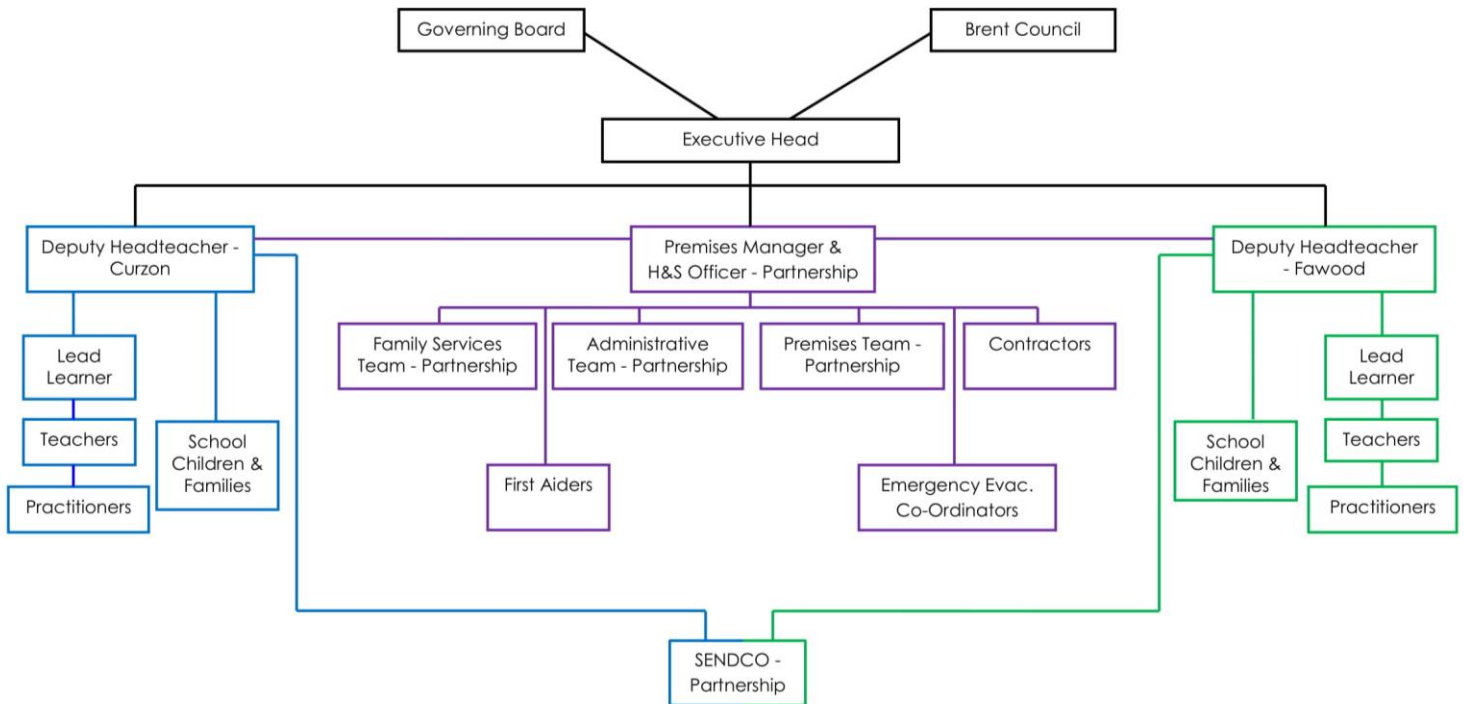 Governing Board
Brent Council
Executive Head
Deputy Headteacher -
Curzon
Premises Manager &
H&S Officer - Partnership
Deputy Headteacher
- Fawood
Family Services
Team - Partnership
Administrative
Team - Partnership
Premises Team -
Partnership
Contractors
Lead
Learner
Lead
Learner
Teachers
School
Children &
Families
School
Children &
Families
Teachers
Practitioners
First Aiders
Emergency Evac.
Co-Ordinators
Practitioners
SENDCO -
Partnership